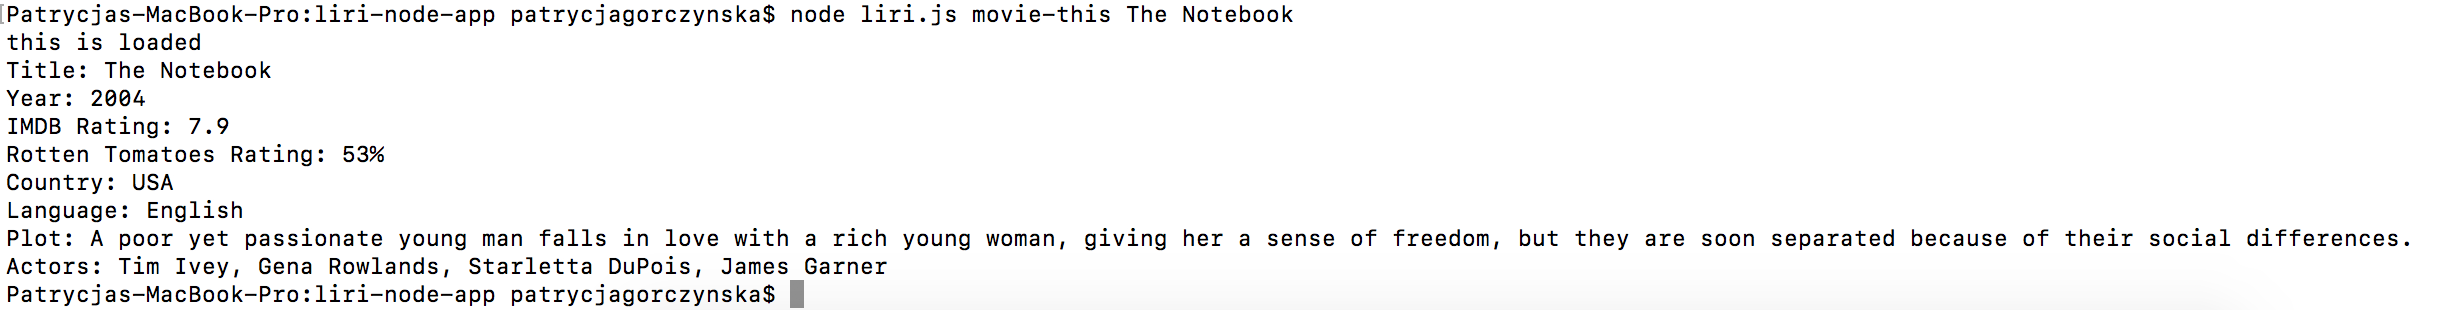 Patrycjas-MacBook-Pro:liri-node-app patrycjagorczynska$ node liri.js movie-this The Notebook
this is loaded
Title: The Notebook
Year: 2004
IMDB Rating: 7.9
Rotten Tomatoes Rating: 53%
Country: USA
Language: English
Plot: A poor yet passionate young man falls in love with a rich young woman, giving her a sense of freedom, but they are soon separated because of their social differences.
Actors: Tim Ivey, Gena Rowlands, Starletta DuPois, James Garner
Patrycjas-MacBook-Pro:liri-node-app patrycjagorczynska$